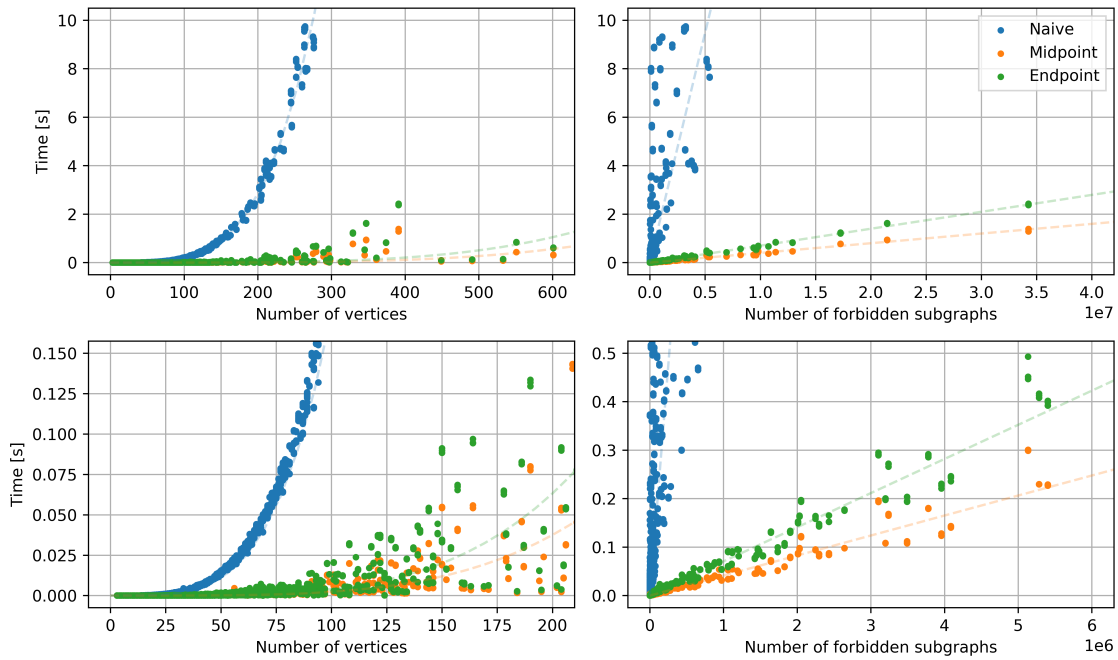 10
8
6
4
2
0
Time [s]
0 100 200 300 400 500 600
Number of vertices
10
8
6
4
2
0
0.0 0.5 1.0 1.5 2.0 2.5 3.0 3.5 4.0
1e7
Number of forbidden subgraphs
Naive
Midpoint
Endpoint
0.150
0.125
0.100
0.075
0.050
0.025
0.000
Time [s]
0 25 50 75 100 125 150 175 200
Number of vertices
0.5
0.4
0.3
0.2
0.1
0.0
0 1 2 3 4 5 6
1e6
Number of forbidden subgraphs